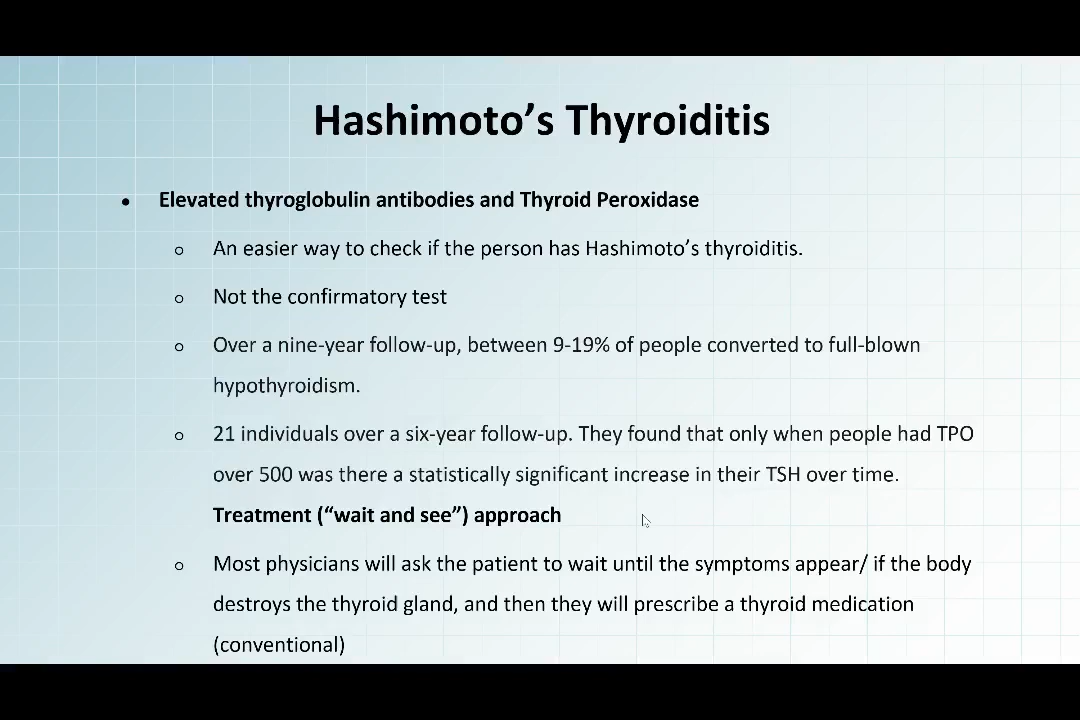 Hashimoto’s Thyroiditis
• Elevated thyroglobulin antibodies and Thyroid Peroxidase
○ An easier way to check if the person has Hashimoto’s thyroiditis.
○ Not the confirmatory test
○ Over a nine-year follow-up, between 9-19% of people converted to full-blown
hypothyroidism.
○ 21 individuals over a six-year follow-up. They found that only when people had TPO
over 500 was there a statistically significant increase in their TSH over time.
Treatment (“wait and see”) approach
○ Most physicians will ask the patient to wait until the symptoms appear/ if the body
destroys the thyroid gland, and then they will prescribe a thyroid medication
(conventional)